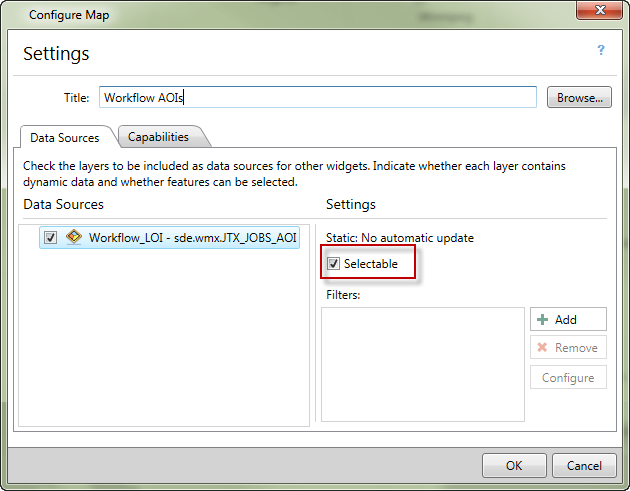 Configure Map
Settings
?
Title:
Workflow AOIs
Browse...
Data Sources
Capabilities
Check the layers to be included as data sources for other widgets. Indicate whether each layer contains
dynamic data and whether features can be selected.
Data Sources
Settings
Workflow_LOI - sde.wmx.JTX_JOBS_AOI
Static: No automatic update
Selectable
Filters:
Add
Remove
Configure
OK
Cancel